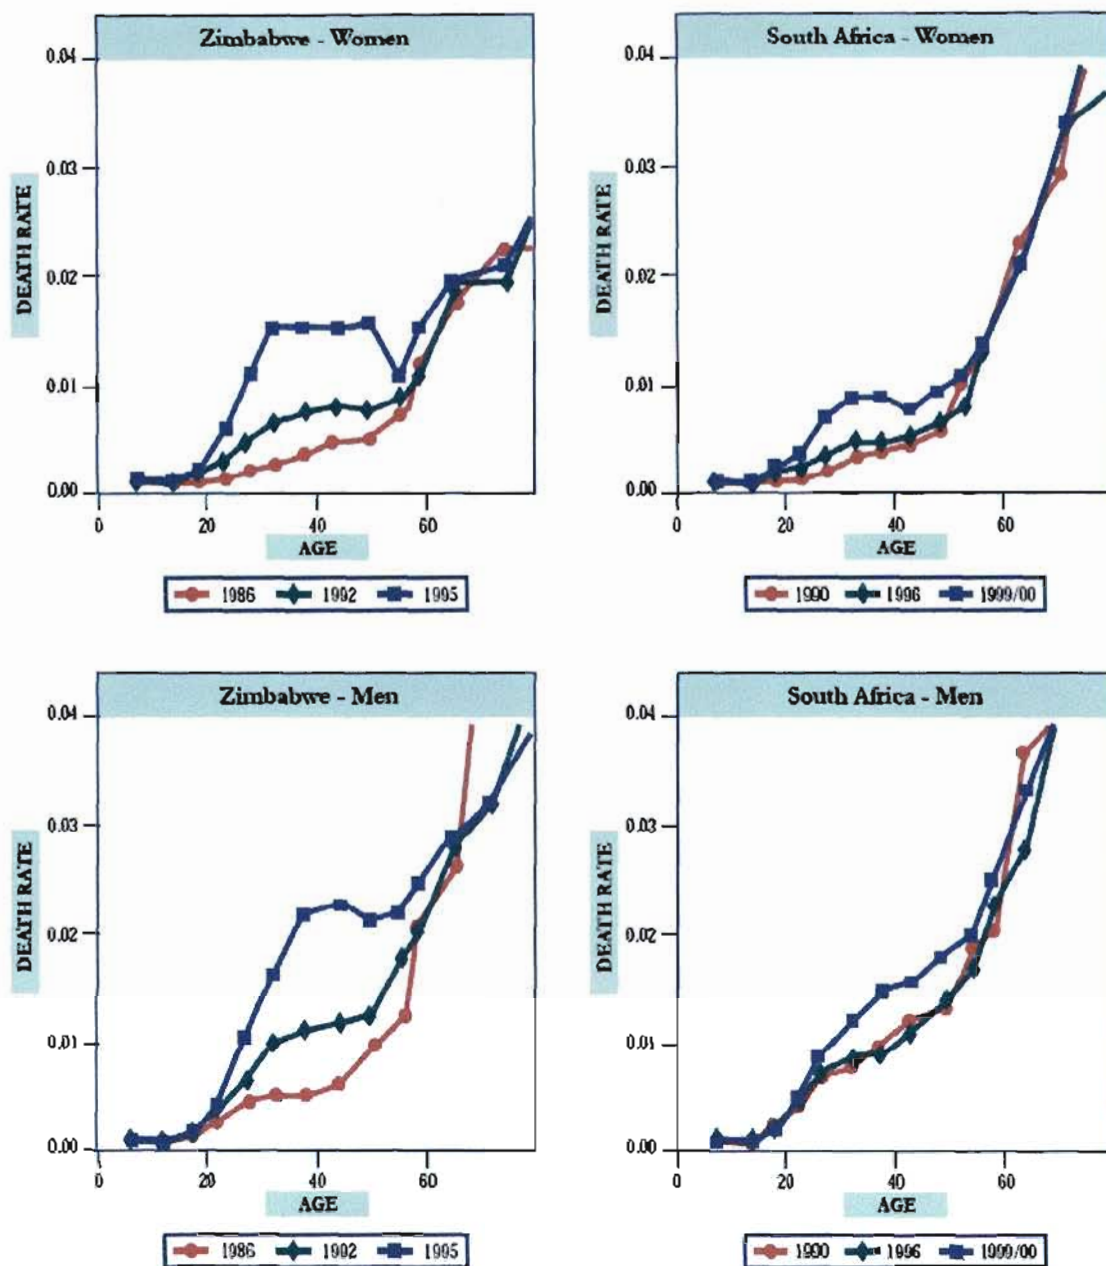 Zimbabwe - Women
0.04
0.03
0.02
0.01
0.00
DEATH RATE
0 20 40 60
AGE
1986 1992 1995
South Africa - Women
0.04
0.03
0.02
0.01
0.00
DEATH RATE
0 20 40 60
AGE
1990 1996 1999/00
Zimbabwe - Men
0.04
0.03
0.02
0.01
0.00
DEATH RATE
0 20 40 60
AGE
1986 1992 1995
South Africa - Men
0.04
0.03
0.02
0.01
0.00
DEATH RATE
0 20 40 60
AGE
1990 1996 1999/00